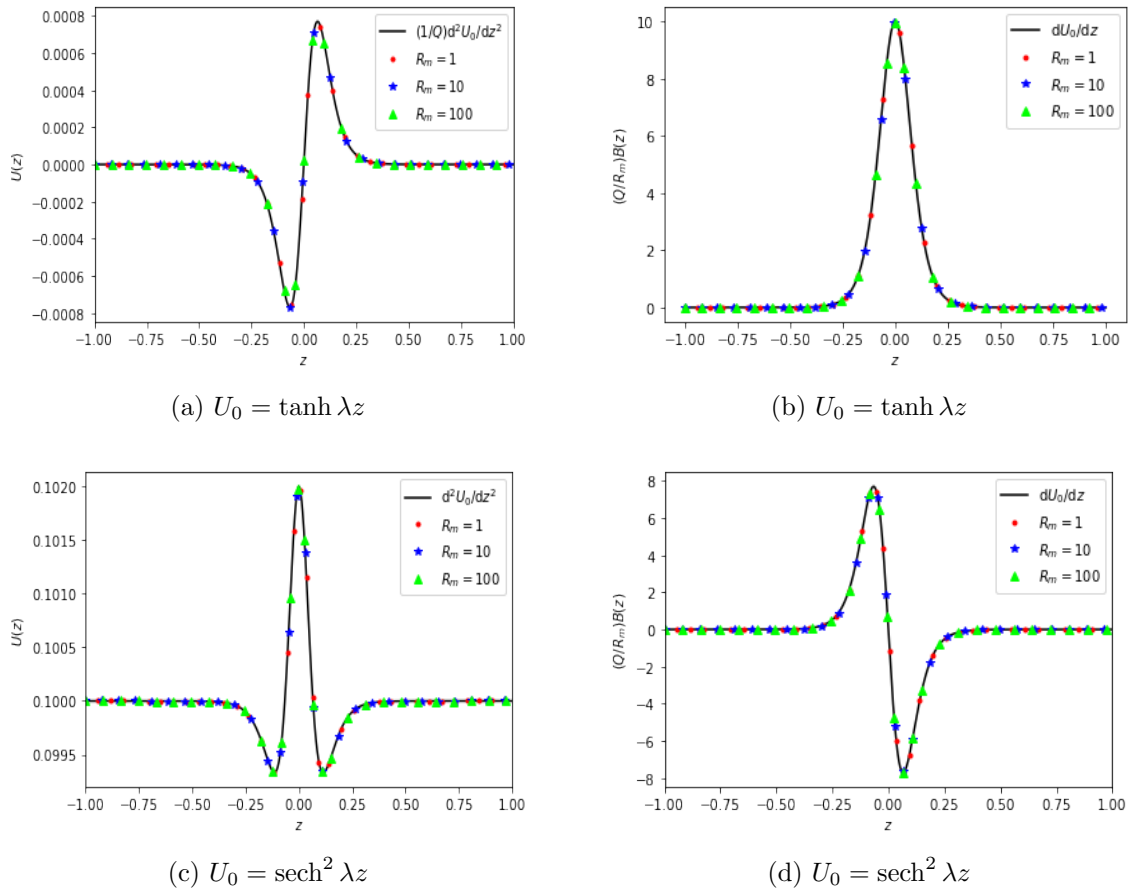 0.0008
0.0006
0.0004
0.0002
0.0000
−0.0002
−0.0004
−0.0006
−0.0008
U(z)
(1/Q)d²U₀/dz²
Rₘ = 1
Rₘ = 10
Rₘ = 100
−1.00 −0.75 −0.50 −0.25 0.00 0.25 0.50 0.75 1.00
z
(a) U₀ = tanh λz
10
8
6
4
2
0
(Q/Rₘ)B(z)
dU₀/dz
Rₘ = 1
Rₘ = 10
Rₘ = 100
−1.00 −0.75 −0.50 −0.25 0.00 0.25 0.50 0.75 1.00
z
(b) U₀ = tanh λz
0.1020
0.1015
0.1010
0.1005
0.1000
0.0995
U(z)
d²U₀/dz²
Rₘ = 1
Rₘ = 10
Rₘ = 100
−1.00 −0.75 −0.50 −0.25 0.00 0.25 0.50 0.75 1.00
z
(c) U₀ = sech² λz
8
6
4
2
0
−2
−4
−6
−8
(Q/Rₘ)B(z)
dU₀/dz
Rₘ = 1
Rₘ = 10
Rₘ = 100
−1.00 −0.75 −0.50 −0.25 0.00 0.25 0.50 0.75 1.00
z
(d) U₀ = sech² λz